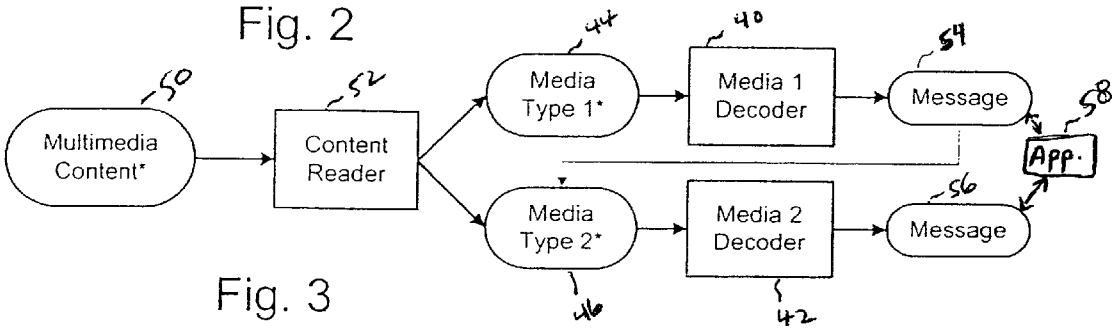 Fig. 2
50
Multimedia
Content*
52
Content
Reader
44
Media
Type 1*
40
Media 1
Decoder
54
Message
58
App.
Media
Type 2*
46
Media 2
Decoder
42
56
Message
Fig. 3